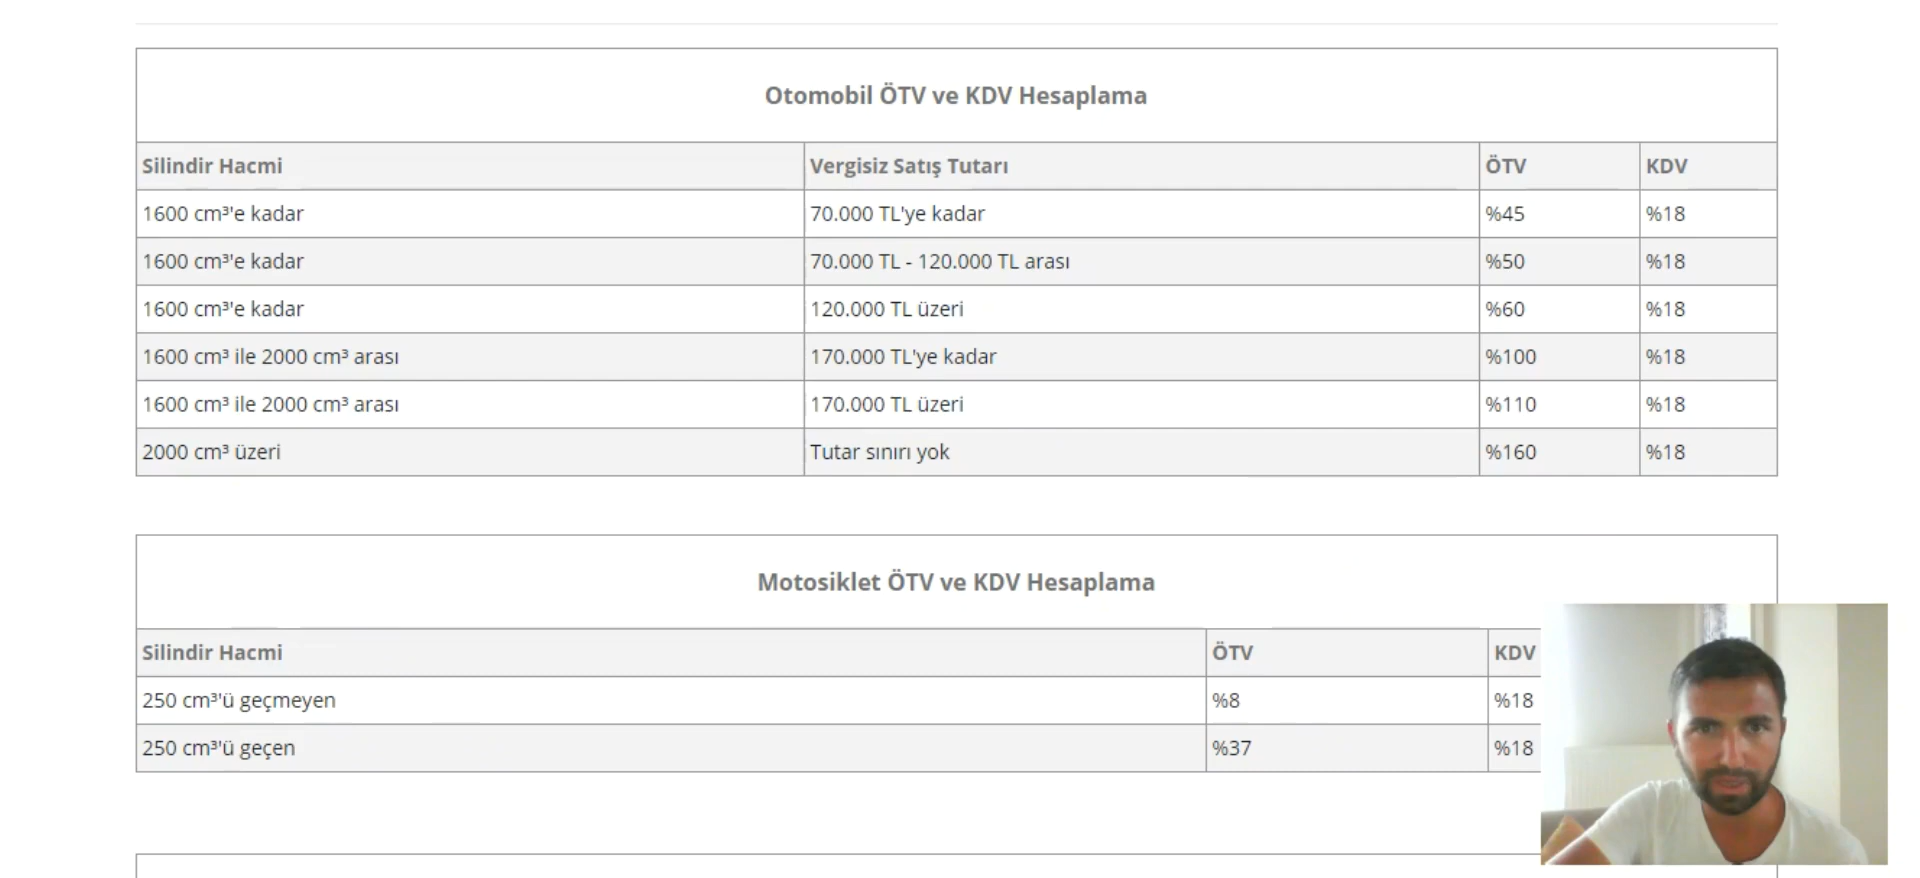 Otomobil ÖTV ve KDV Hesaplama
Silindir Hacmi Vergisiz Satış Tutarı ÖTV KDV
1600 cm³'e kadar 70.000 TL'ye kadar %45 %18
1600 cm³'e kadar 70.000 TL - 120.000 TL arası %50 %18
1600 cm³'e kadar 120.000 TL üzeri %60 %18
1600 cm³ ile 2000 cm³ arası 170.000 TL'ye kadar %100 %18
1600 cm³ ile 2000 cm³ arası 170.000 TL üzeri %110 %18
2000 cm³ üzeri Tutar sınırı yok %160 %18
Motosiklet ÖTV ve KDV Hesaplama
Silindir Hacmi ÖTV KDV
250 cm³'ü geçmeyen %8 %18
250 cm³'ü geçen %37 %18